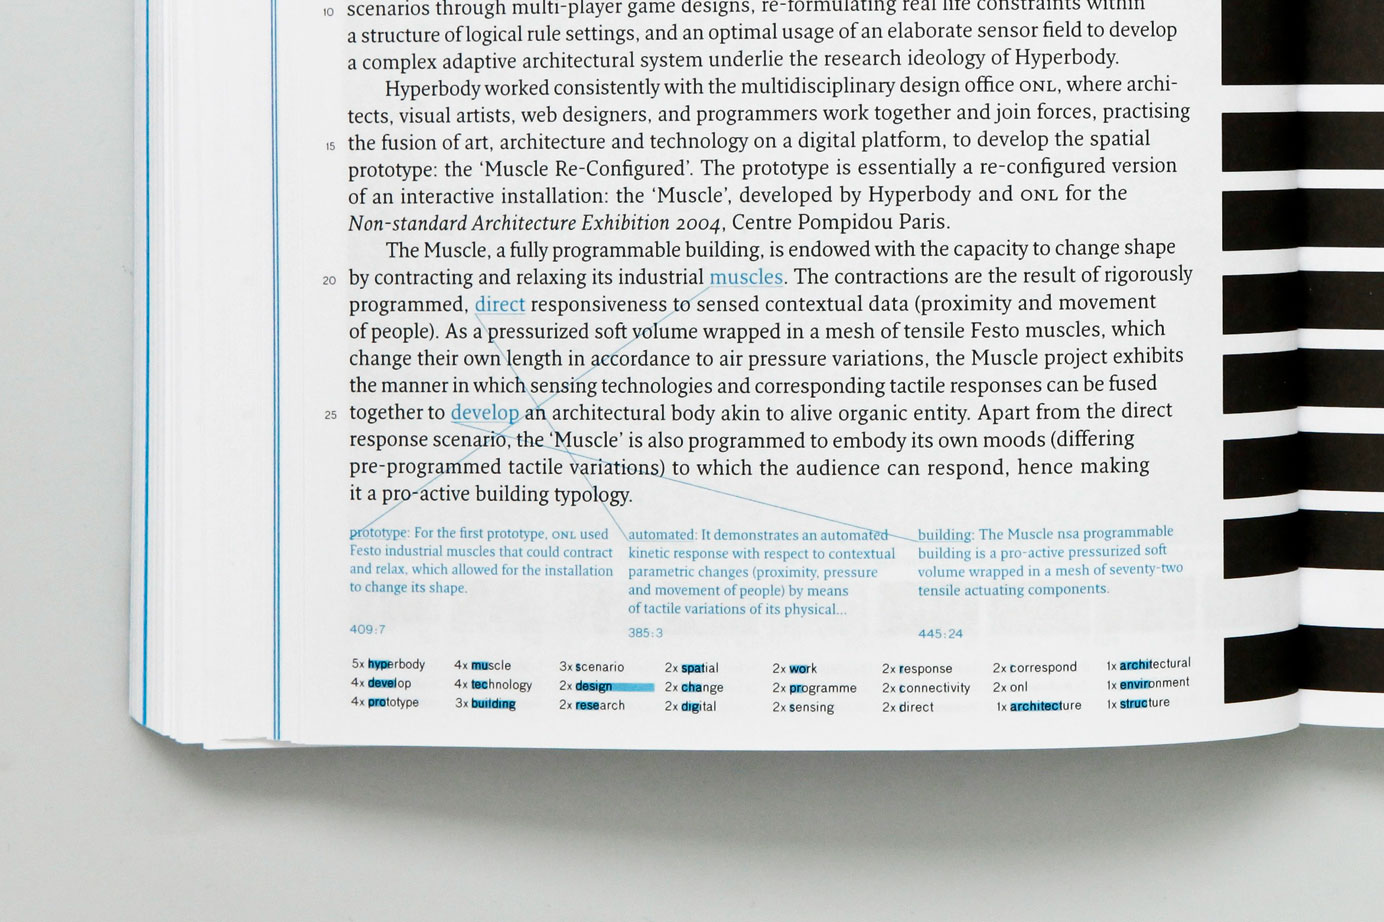 10 scenarios through multi-player game designs, re-formulating real life constraints within
a structure of logical rule settings, and an optimal usage of an elaborate sensor field to develop
a complex adaptive architectural system underlie the research ideology of Hyperbody.
Hyperbody worked consistently with the multidisciplinary design office ONL, where archi-
tects, visual artists, web designers, and programmers work together and join forces, practising
15 the fusion of art, architecture and technology on a digital platform, to develop the spatial
prototype: the ‘Muscle Re-Configured’. The prototype is essentially a re-configured version
of an interactive installation: the ‘Muscle’, developed by Hyperbody and ONL for the
Non-standard Architecture Exhibition 2004, Centre Pompidou Paris.
The Muscle, a fully programmable building, is endowed with the capacity to change shape
20 by contracting and relaxing its industrial muscles. The contractions are the result of rigorously
programmed, direct responsiveness to sensed contextual data (proximity and movement
of people). As a pressurized soft volume wrapped in a mesh of tensile Festo muscles, which
change their own length in accordance to air pressure variations, the Muscle project exhibits
the manner in which sensing technologies and corresponding tactile responses can be fused
25 together to develop an architectural body akin to alive organic entity. Apart from the direct
response scenario, the ‘Muscle’ is also programmed to embody its own moods (differing
pre-programmed tactile variations) to which the audience can respond, hence making
it a pro-active building typology.
prototype: For the first prototype, ONL used
Festo industrial muscles that could contract
and relax, which allowed for the installation
to change its shape.
409:7
automated: It demonstrates an automated
kinetic response with respect to contextual
parametric changes (proximity, pressure
and movement of people) by means
of tactile variations of its physical...
385:3
building: The Muscle nsa programmable
building is a pro-active pressurized soft
volume wrapped in a mesh of seventy-two
tensile actuating components.
445:24
5x hyperbody
4x develop
4x prototype
4x muscle
4x technology
3x building
3x scenario
2x design
2x research
2x spatial
2x change
2x digital
2x work
2x programme
2x sensing
2x response
2x connectivity
2x direct
2x correspond
2x onl
1x architecture
1x architectural
1x environment
1x structure